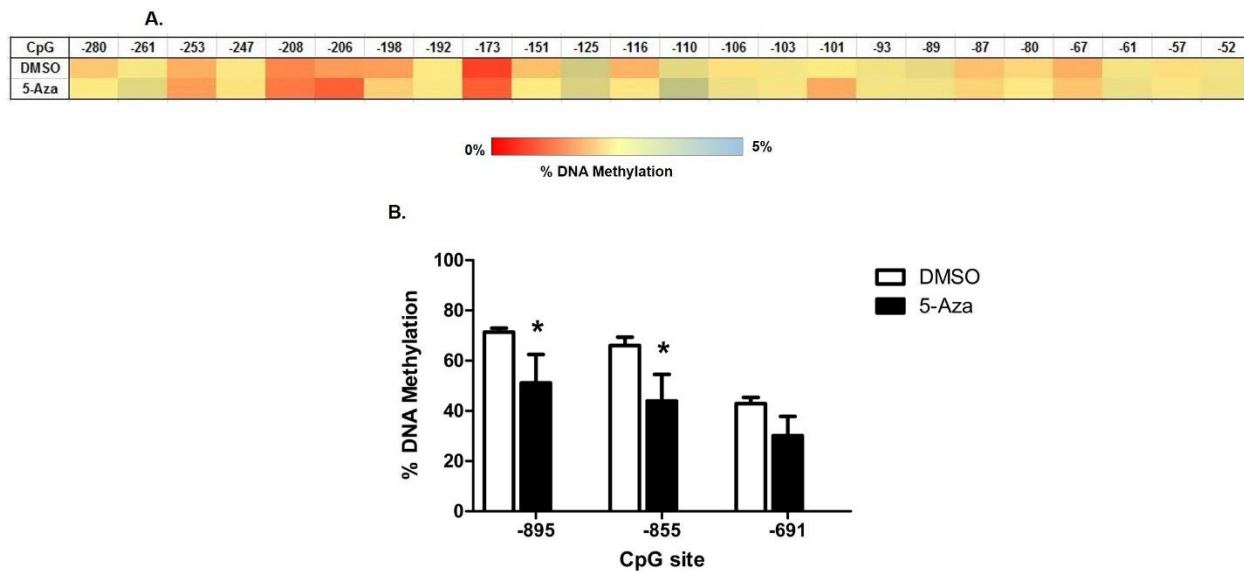 A.
CpG -280 -261 -253 -247 -208 -206 -198 -192 -173 -151 -125 -116 -110 -106 -103 -101 -93 -89 -87 -80 -67 -61 -57 -52
DMSO
5-Aza
0% 5%
% DNA Methylation
B.
DMSO
5-Aza
% DNA Methylation
100
80
60
40
20
0
* *
-895 -855 -691
CpG site